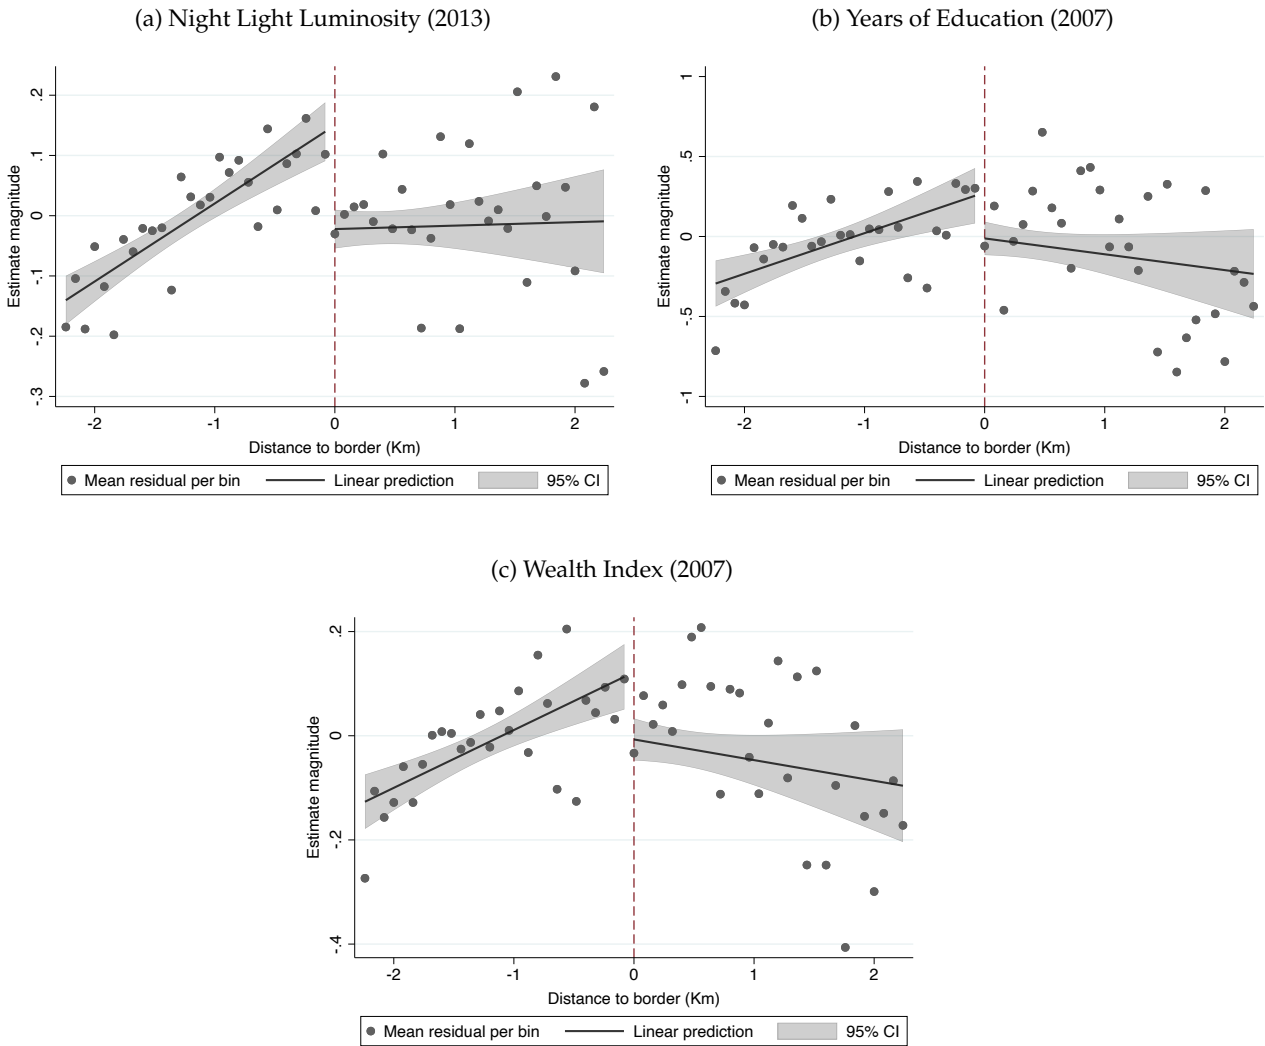 (a) Night Light Luminosity (2013)
Estimate magnitude
.2
.1
0
-.1
-.2
-.3
-2
-1
0
1
2
Distance to border (Km)
Mean residual per bin
Linear prediction
95% CI
(b) Years of Education (2007)
Estimate magnitude
1
.5
0
-.5
-1
-2
-1
0
1
2
Distance to border (Km)
Mean residual per bin
Linear prediction
95% CI
(c) Wealth Index (2007)
Estimate magnitude
.2
0
-.2
-.4
-2
-1
0
1
2
Distance to border (Km)
Mean residual per bin
Linear prediction
95% CI